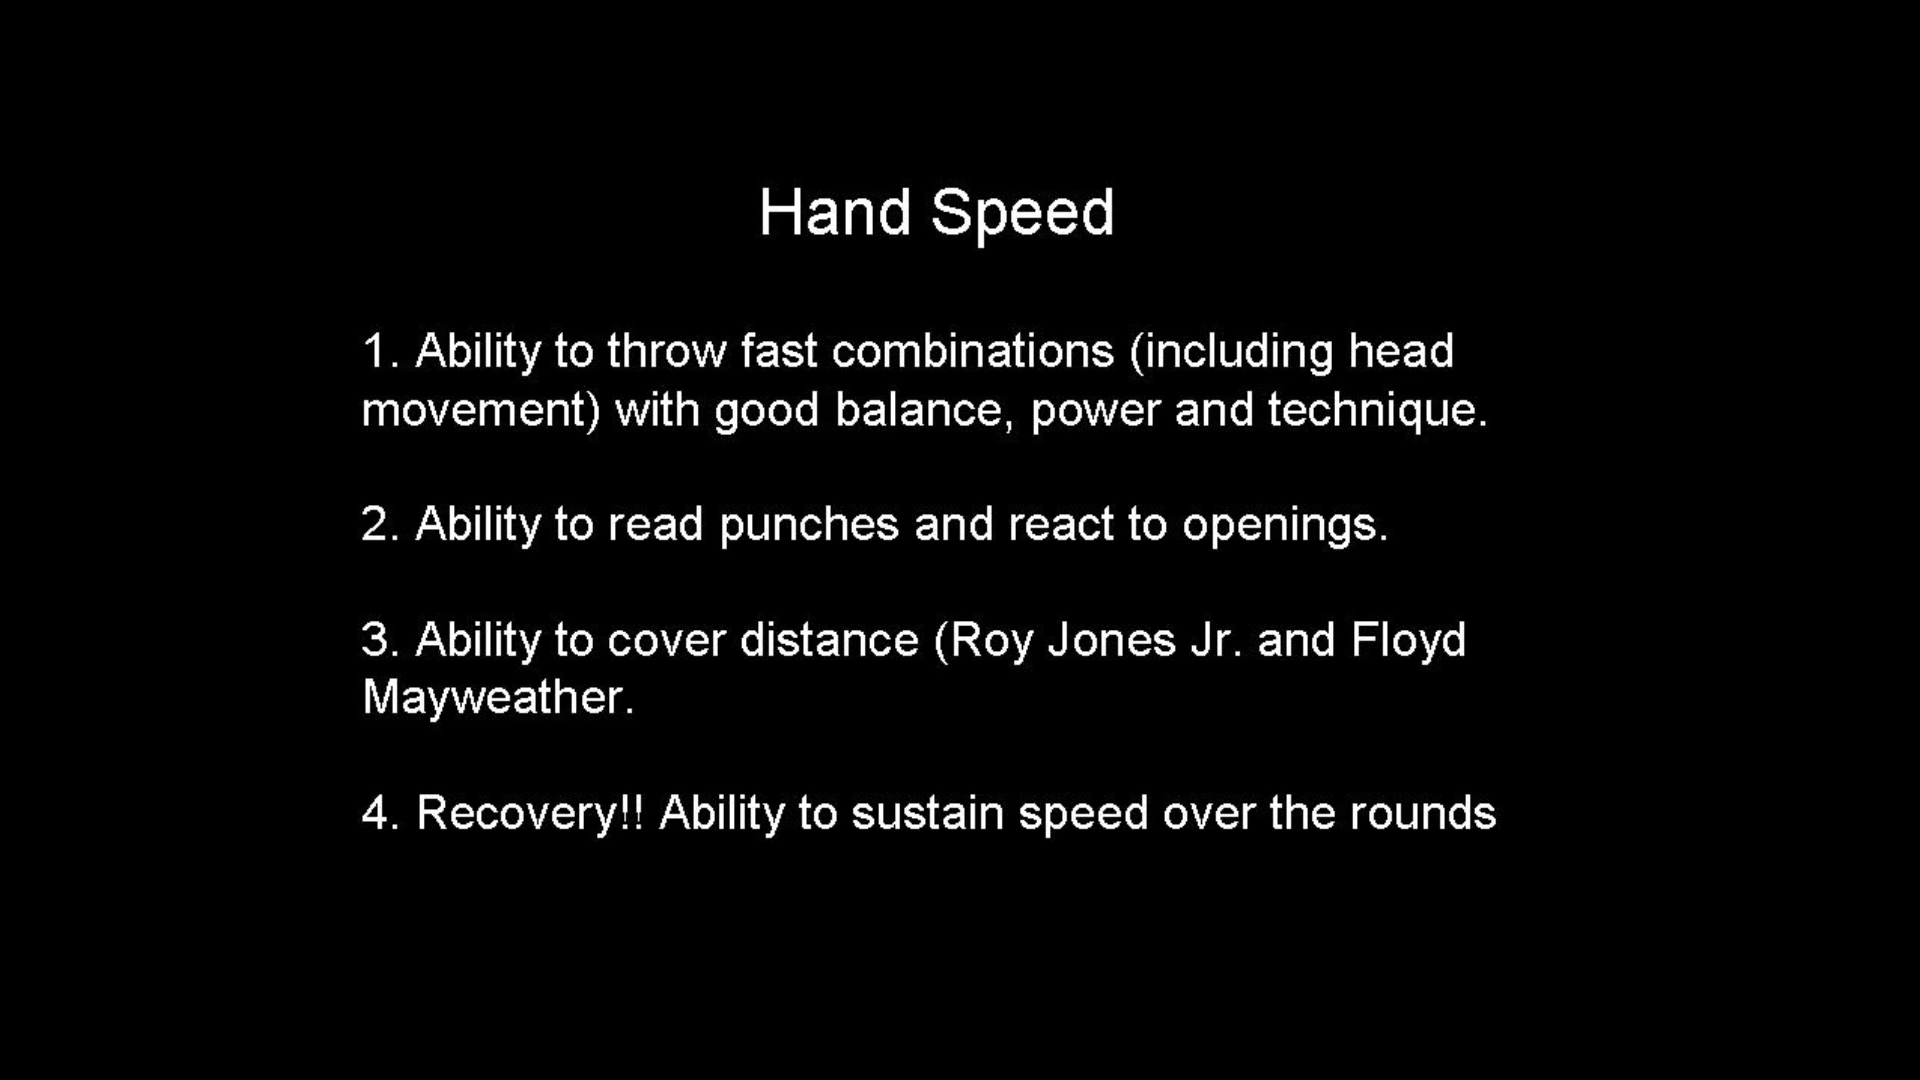 Hand Speed
1. Ability to throw fast combinations (including head
movement) with good balance, power and technique.
2. Ability to read punches and react to openings.
3. Ability to cover distance (Roy Jones Jr. and Floyd
Mayweather.
4. Recovery!! Ability to sustain speed over the rounds